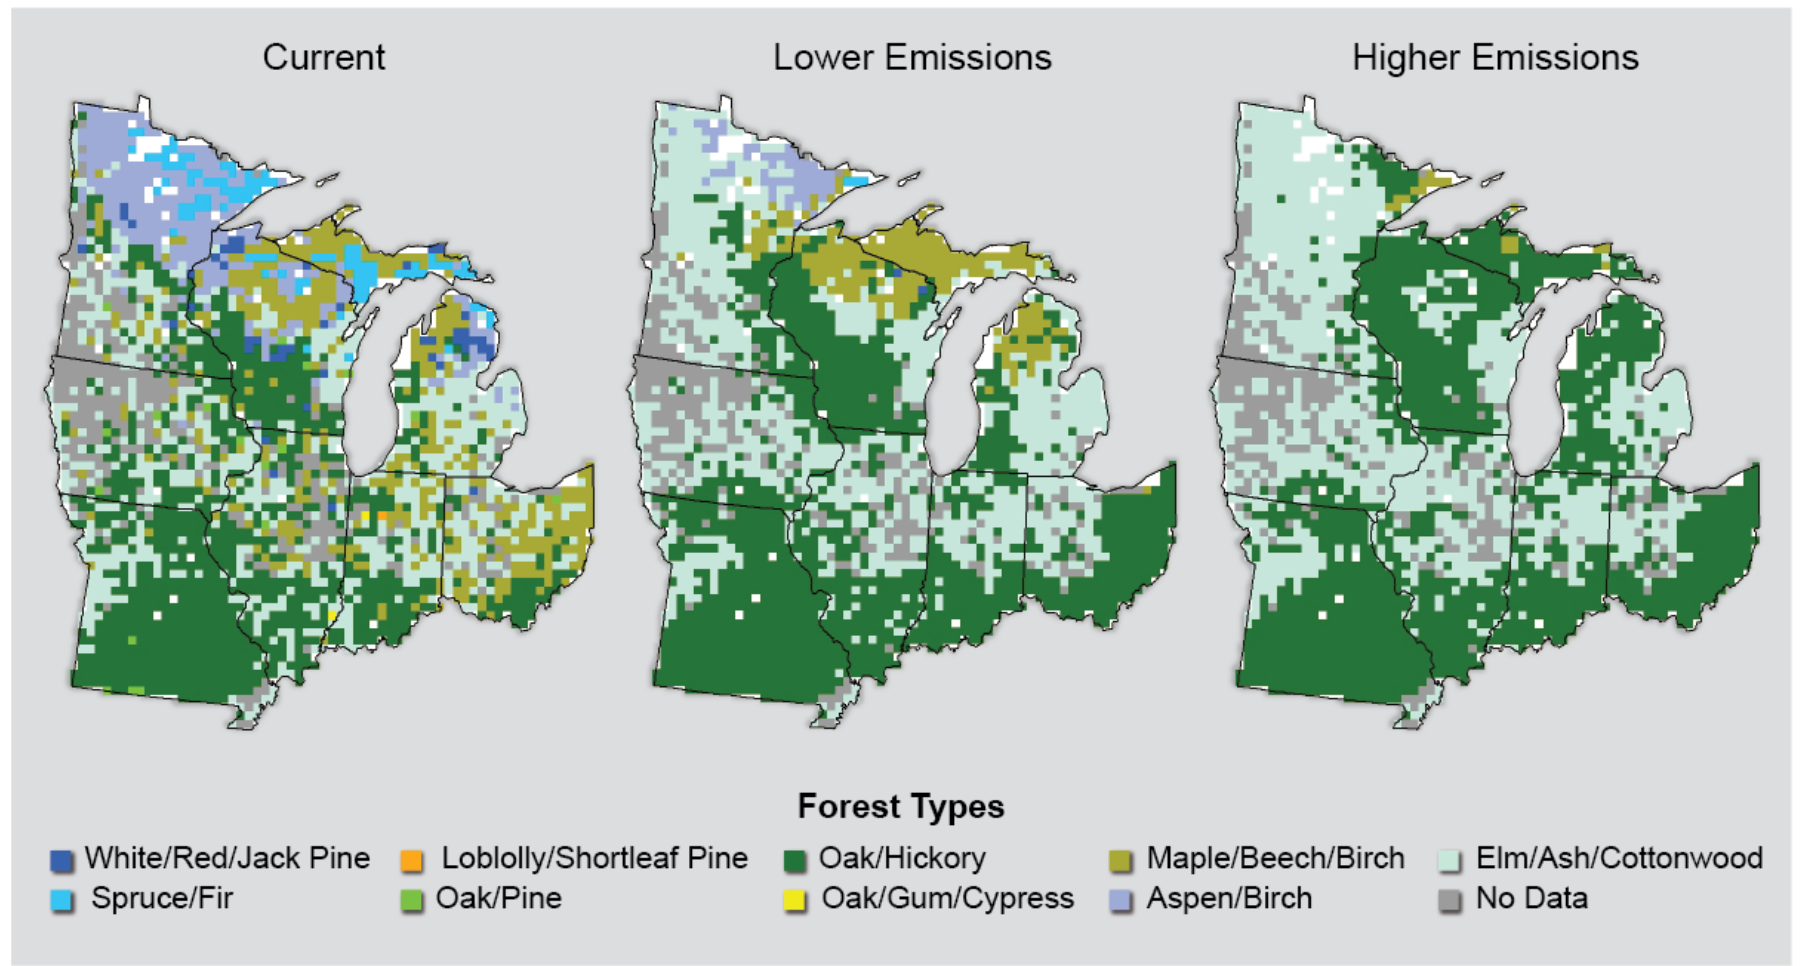 Current Lower Emissions Higher Emissions
Forest Types
White/Red/Jack Pine Loblolly/Shortleaf Pine Oak/Hickory Maple/Beech/Birch Elm/Ash/Cottonwood
Spruce/Fir Oak/Pine Oak/Gum/Cypress Aspen/Birch No Data